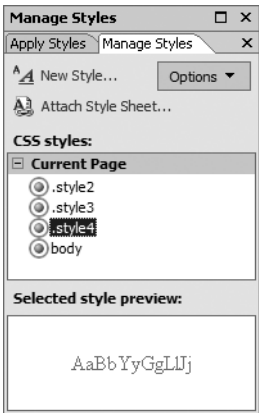 Manage Styles
Apply Styles Manage Styles
New Style... Options
Attach Style Sheet...
CSS styles:
Current Page
.style2
.style3
.style4
body
Selected style preview:
AaBbYyGgLlJj